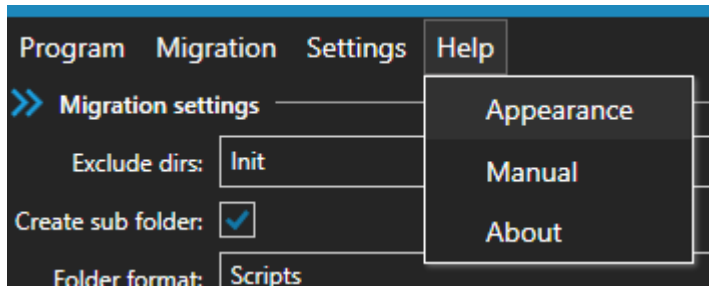 Program Migration Settings Help
Migration settings
Appearance
Exclude dirs: Init
Manual
Create sub folder:
About
Folder format: Scripts